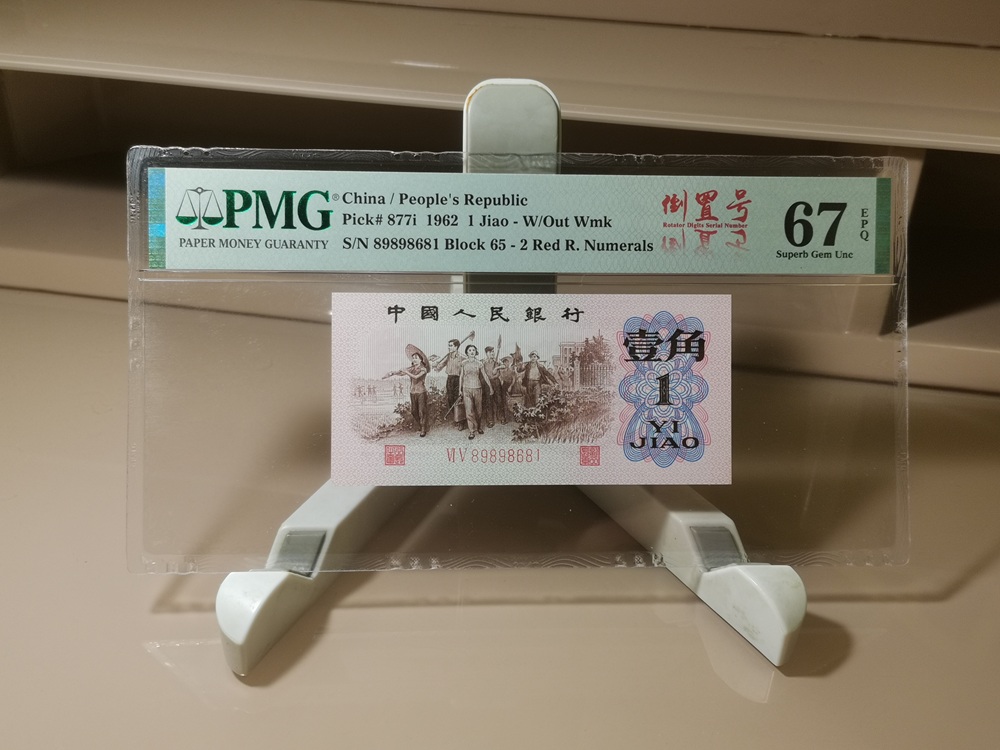 PMG®
PAPER MONEY GUARANTY
China / People's Republic
Pick# 877i 1962 1 Jiao - W/Out Wmk
S/N 89898681 Block 65 - 2 Red R. Numerals
倒置号
Rotator Digits Serial Number
67 EPQ
Superb Gem Unc
中國人民銀行
壹角
1
YI
JIAO
VI V 89898681